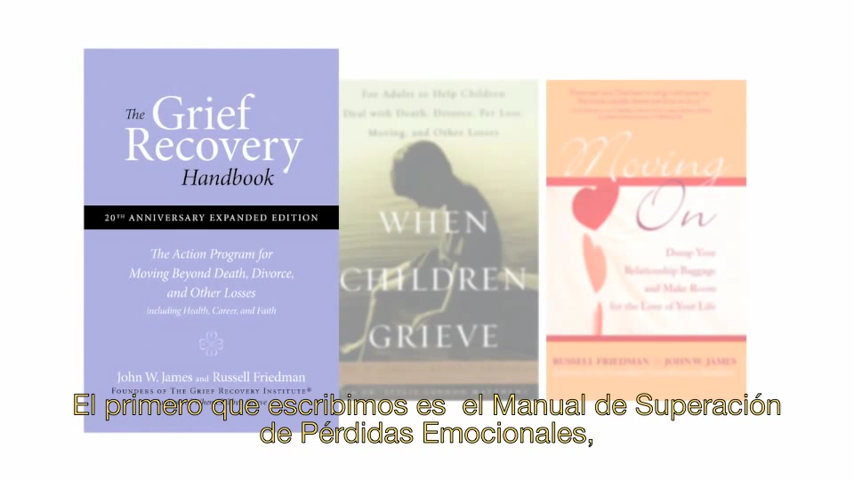 The Grief
Recovery
Handbook
20TH ANNIVERSARY EXPANDED EDITION
The Action Program for
Moving Beyond Death, Divorce,
and Other Losses
including Health, Career, and Faith
John W. James and Russell Friedman
FOUNDERS OF THE GRIEF RECOVERY INSTITUTE®
For Adults to Help Children
Deal with Death, Divorce, Pet Loss,
Moving, and Other Losses
WHEN
CHILDREN
GRIEVE
Moving
On
Dump Your
Relationship Baggage
and Make Room
for the Love of Your Life
RUSSELL FRIEDMAN
JOHN W. JAMES
El primero que escribimos es el Manual de Superación
de Pérdidas Emocionales,